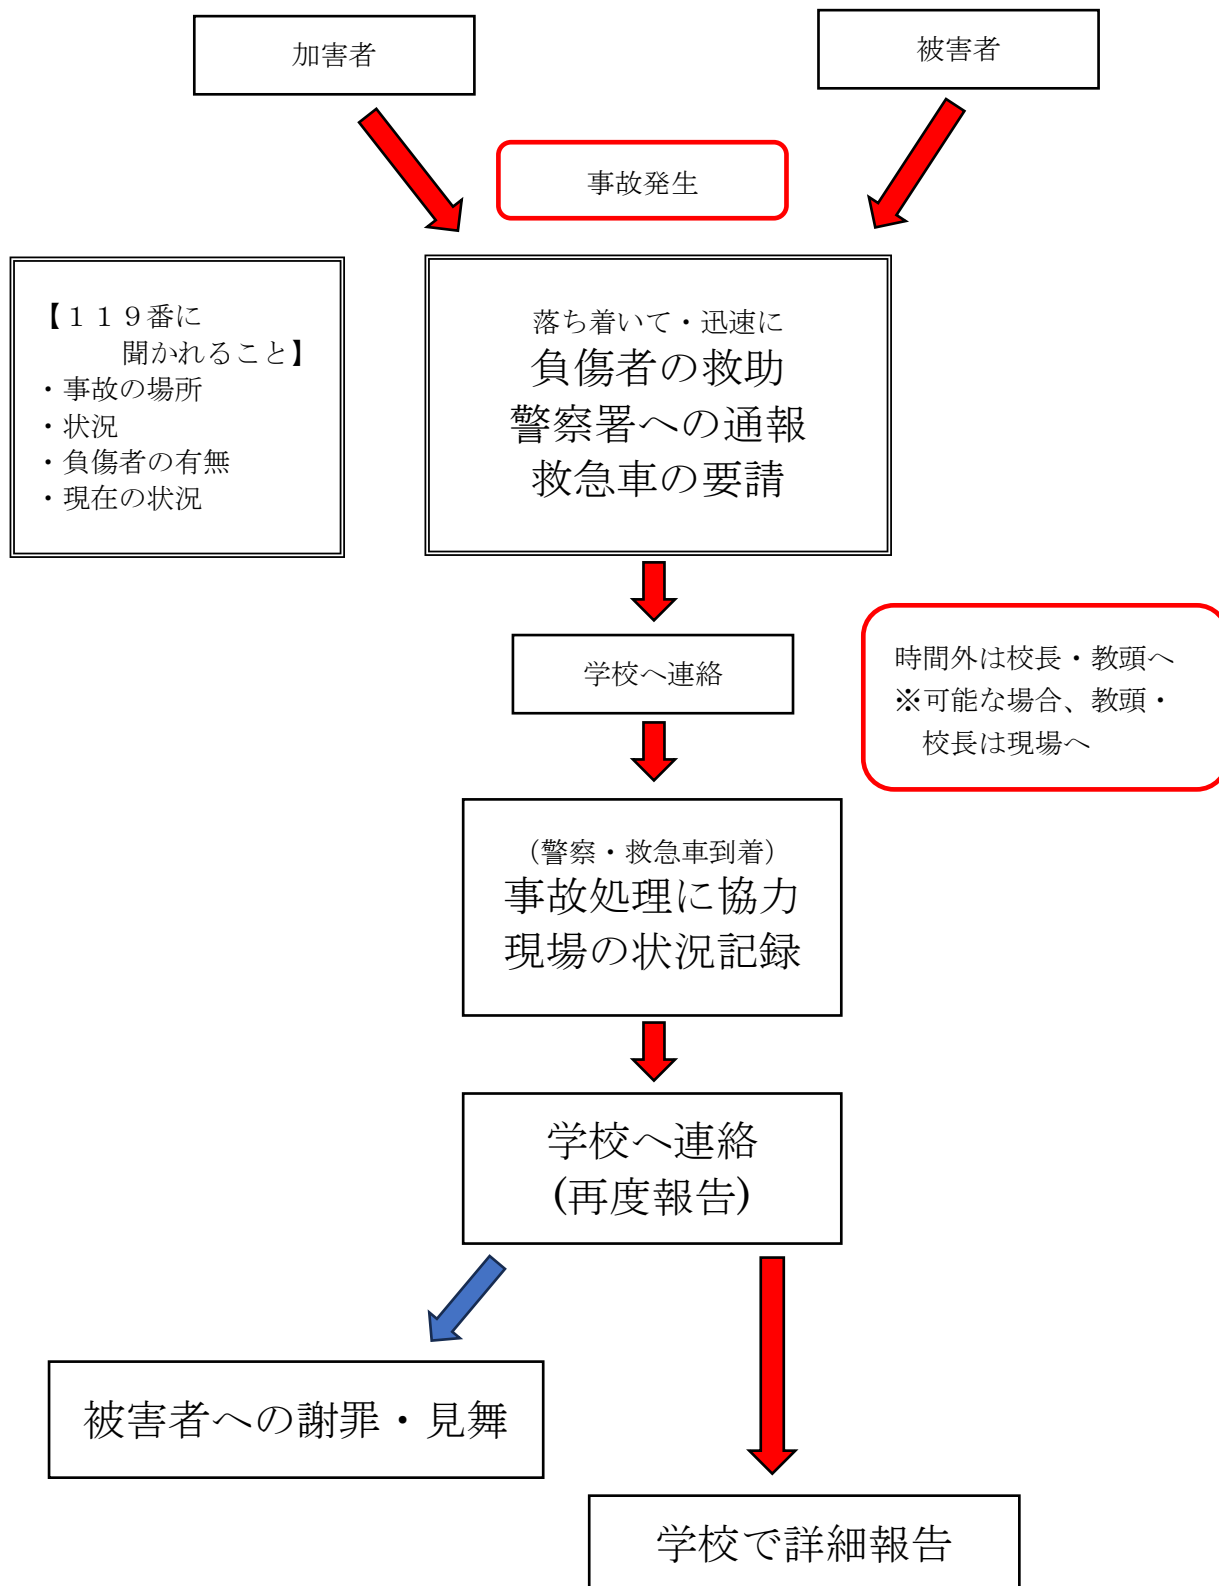 加害者
被害者
事故発生
【１１９番に
聞かれること】
・事故の場所
・状況
・負傷者の有無
・現在の状況
落ち着いて・迅速に
負傷者の救助
警察署への通報
救急車の要請
学校へ連絡
時間外は校長・教頭へ
※可能な場合、教頭・
校長は現場へ
（警察・救急車到着）
事故処理に協力
現場の状況記録
学校へ連絡
(再度報告)
被害者への謝罪・見舞
学校で詳細報告